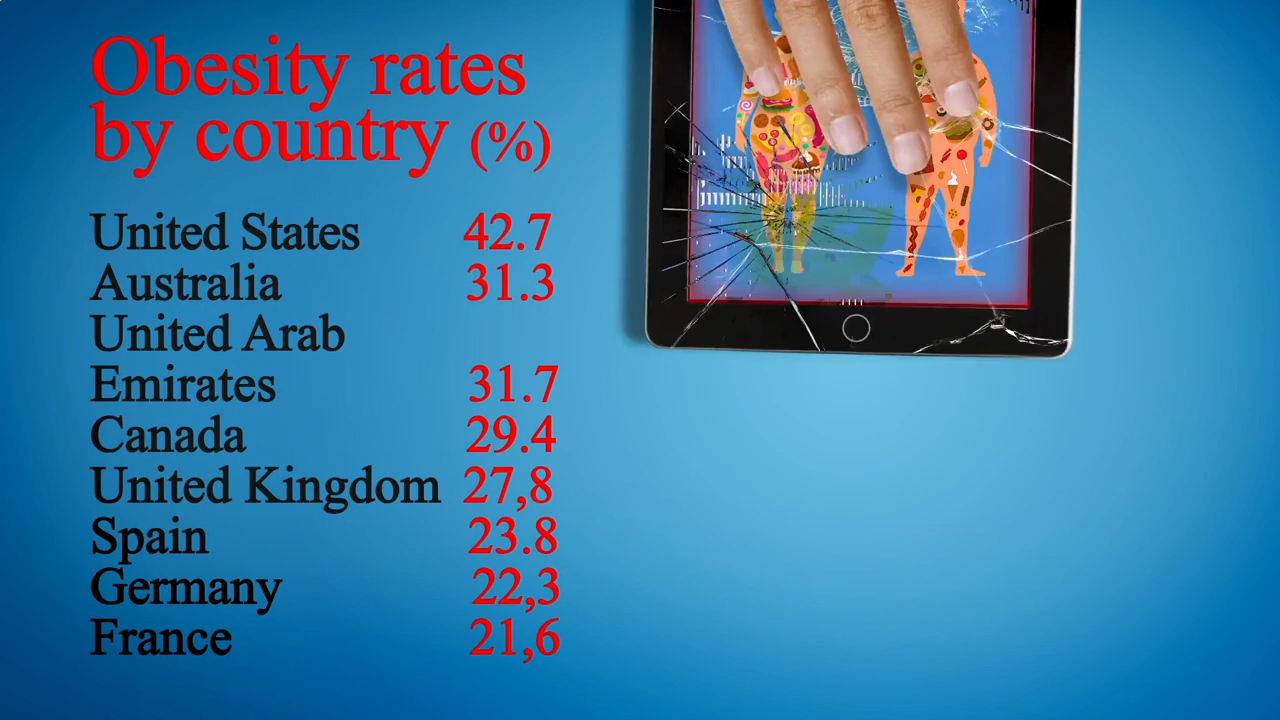 Obesity rates
by country (%)
United States 42.7
Australia 31.3
United Arab
Emirates 31.7
Canada 29.4
United Kingdom 27,8
Spain 23.8
Germany 22,3
France 21,6